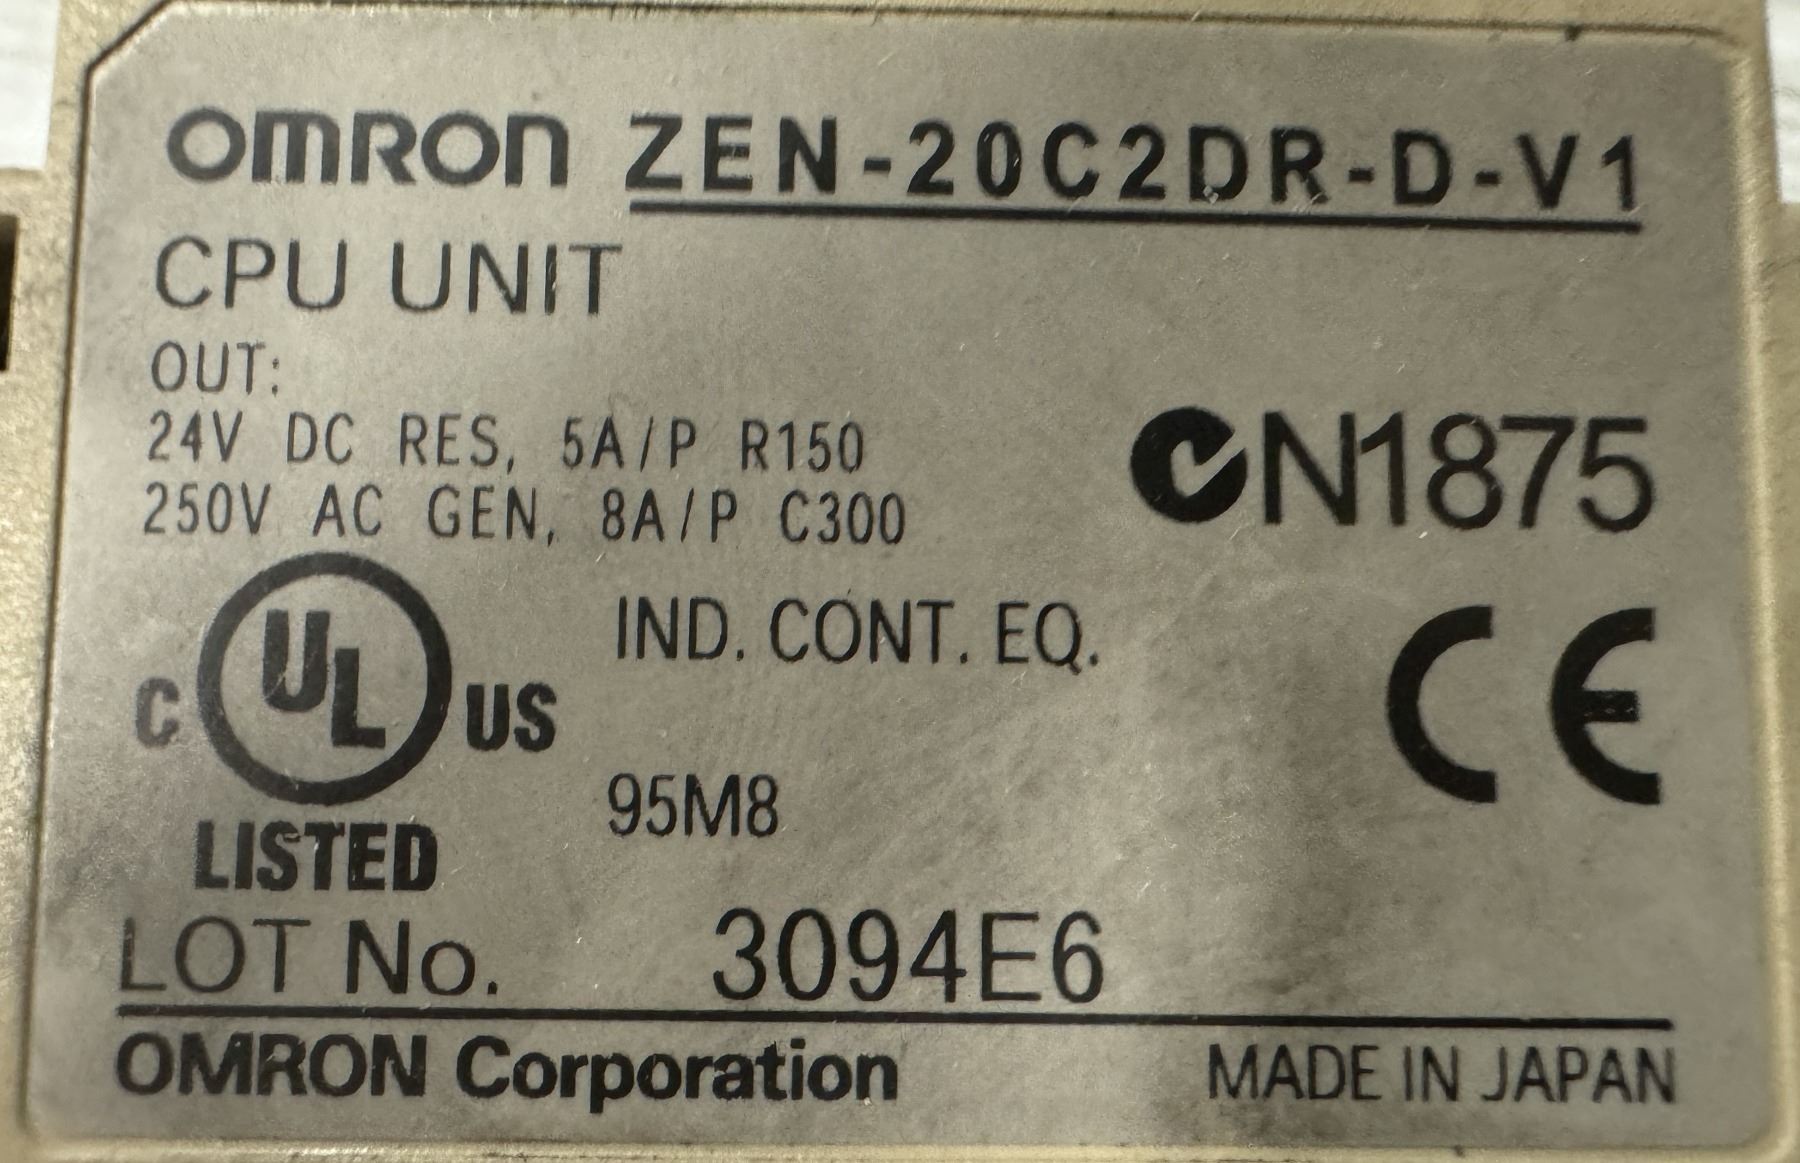 OMRON ZEN-20C2DR-D-V1
CPU UNIT
OUT:
24V DC RES, 5A/P R150
250V AC GEN, 8A/P C300
N1875
C UL US
LISTED
IND. CONT. EQ.
CE
95M8
LOT No. 3094E6
OMRON Corporation MADE IN JAPAN